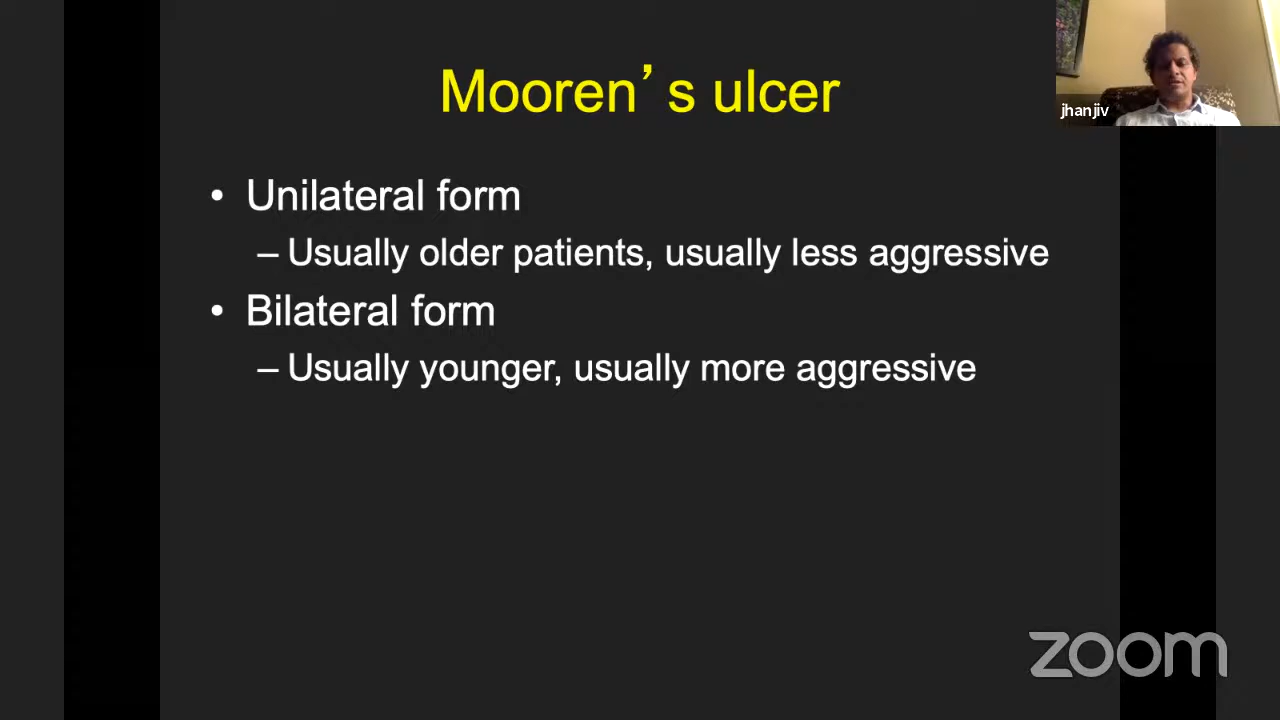 Mooren’s ulcer
jhanjiv
• Unilateral form
– Usually older patients, usually less aggressive
• Bilateral form
– Usually younger, usually more aggressive
zoom